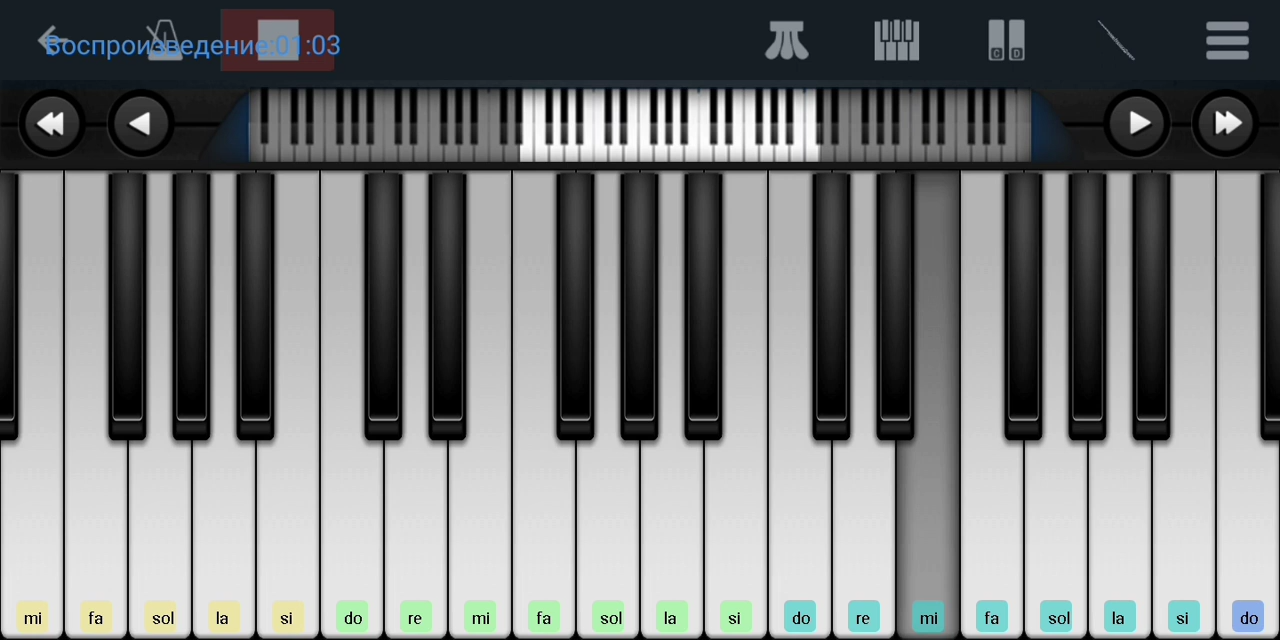 Воспроизведение:01:03
C D
mi fa sol la si do re mi fa sol la si do re mi fa sol la si do